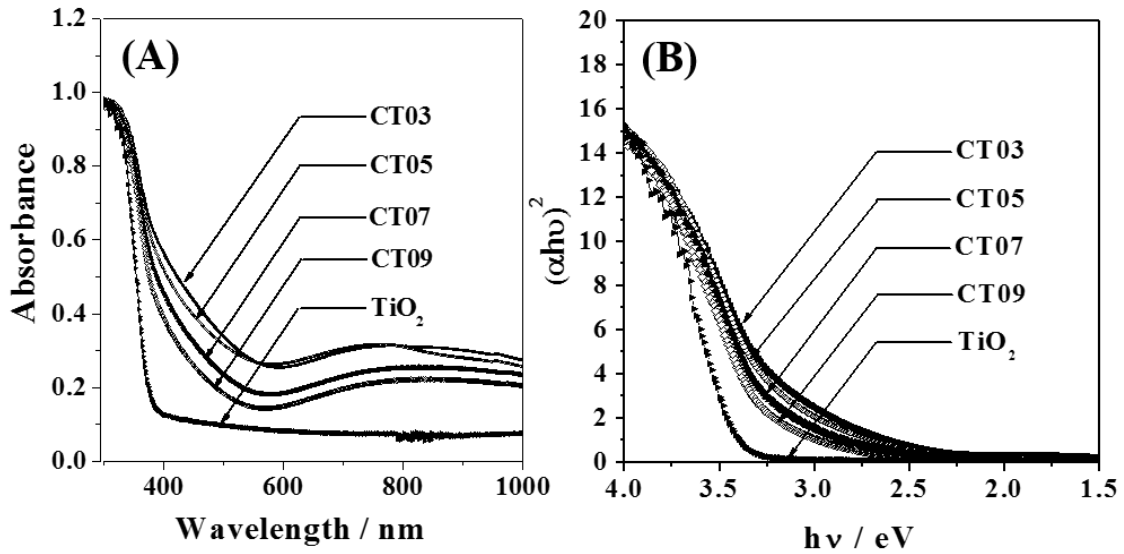 (A)
1.2
1.0
0.8
0.6
0.4
0.2
0.0
Absorbance
CT03
CT05
CT07
CT09
TiO2
400
600
800
1000
Wavelength / nm
(B)
20
18
16
14
12
10
8
6
4
2
0
(αhυ)2
CT03
CT05
CT07
CT09
TiO2
4.0
3.5
3.0
2.5
2.0
1.5
hν / eV